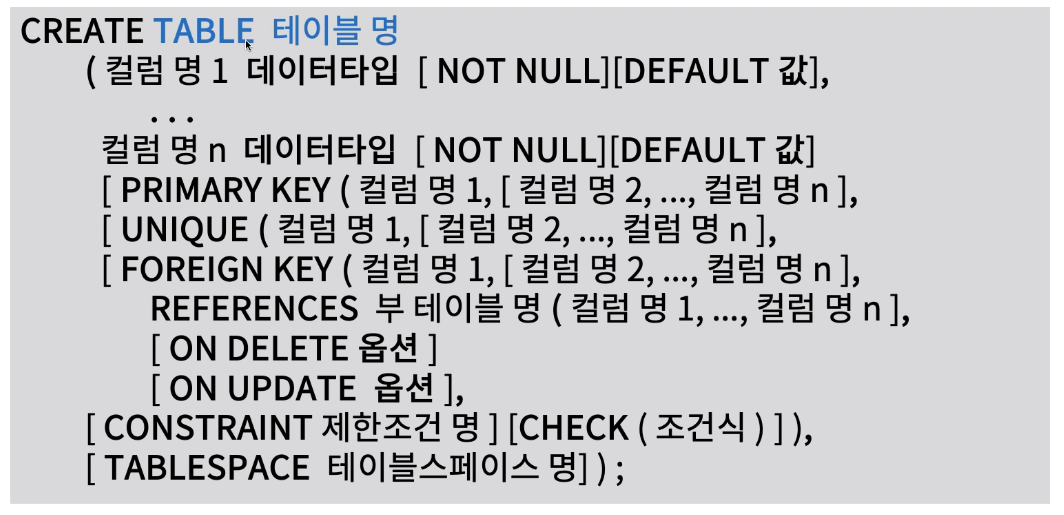 CREATE TABLE 테이블 명
( 컬럼 명 1 데이터타입 [ NOT NULL][DEFAULT 값],
. . .
컬럼 명 n 데이터타입 [ NOT NULL][DEFAULT 값]
[ PRIMARY KEY ( 컬럼 명 1, [ 컬럼 명 2, ..., 컬럼 명 n ],
[ UNIQUE ( 컬럼 명 1, [ 컬럼 명 2, ..., 컬럼 명 n ],
[ FOREIGN KEY ( 컬럼 명 1, [ 컬럼 명 2, ..., 컬럼 명 n ],
REFERENCES 부 테이블 명 ( 컬럼 명 1, ..., 컬럼 명 n ],
[ ON DELETE 옵션 ]
[ ON UPDATE 옵션 ],
[ CONSTRAINT 제한조건 명 ] [CHECK ( 조건식 ) ] ),
[ TABLESPACE 테이블스페이스 명] ) ;